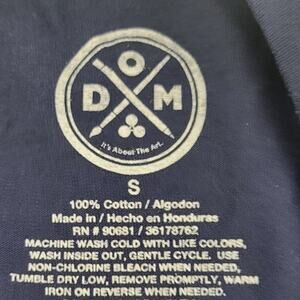 O
D M
It's About The Art.
S
100% Cotton / Algodon
Made in / Hecho en Honduras
RN # 90681 / 36178762
MACHINE WASH COLD WITH LIKE COLORS,
WASH INSIDE OUT, GENTLE CYCLE. USE
NON-CHLORINE BLEACH WHEN NEEDED,
TUMBLE DRY LOW, REMOVE PROMPTLY, WARM
IRON ON REVERSE WHEN NEEDED.